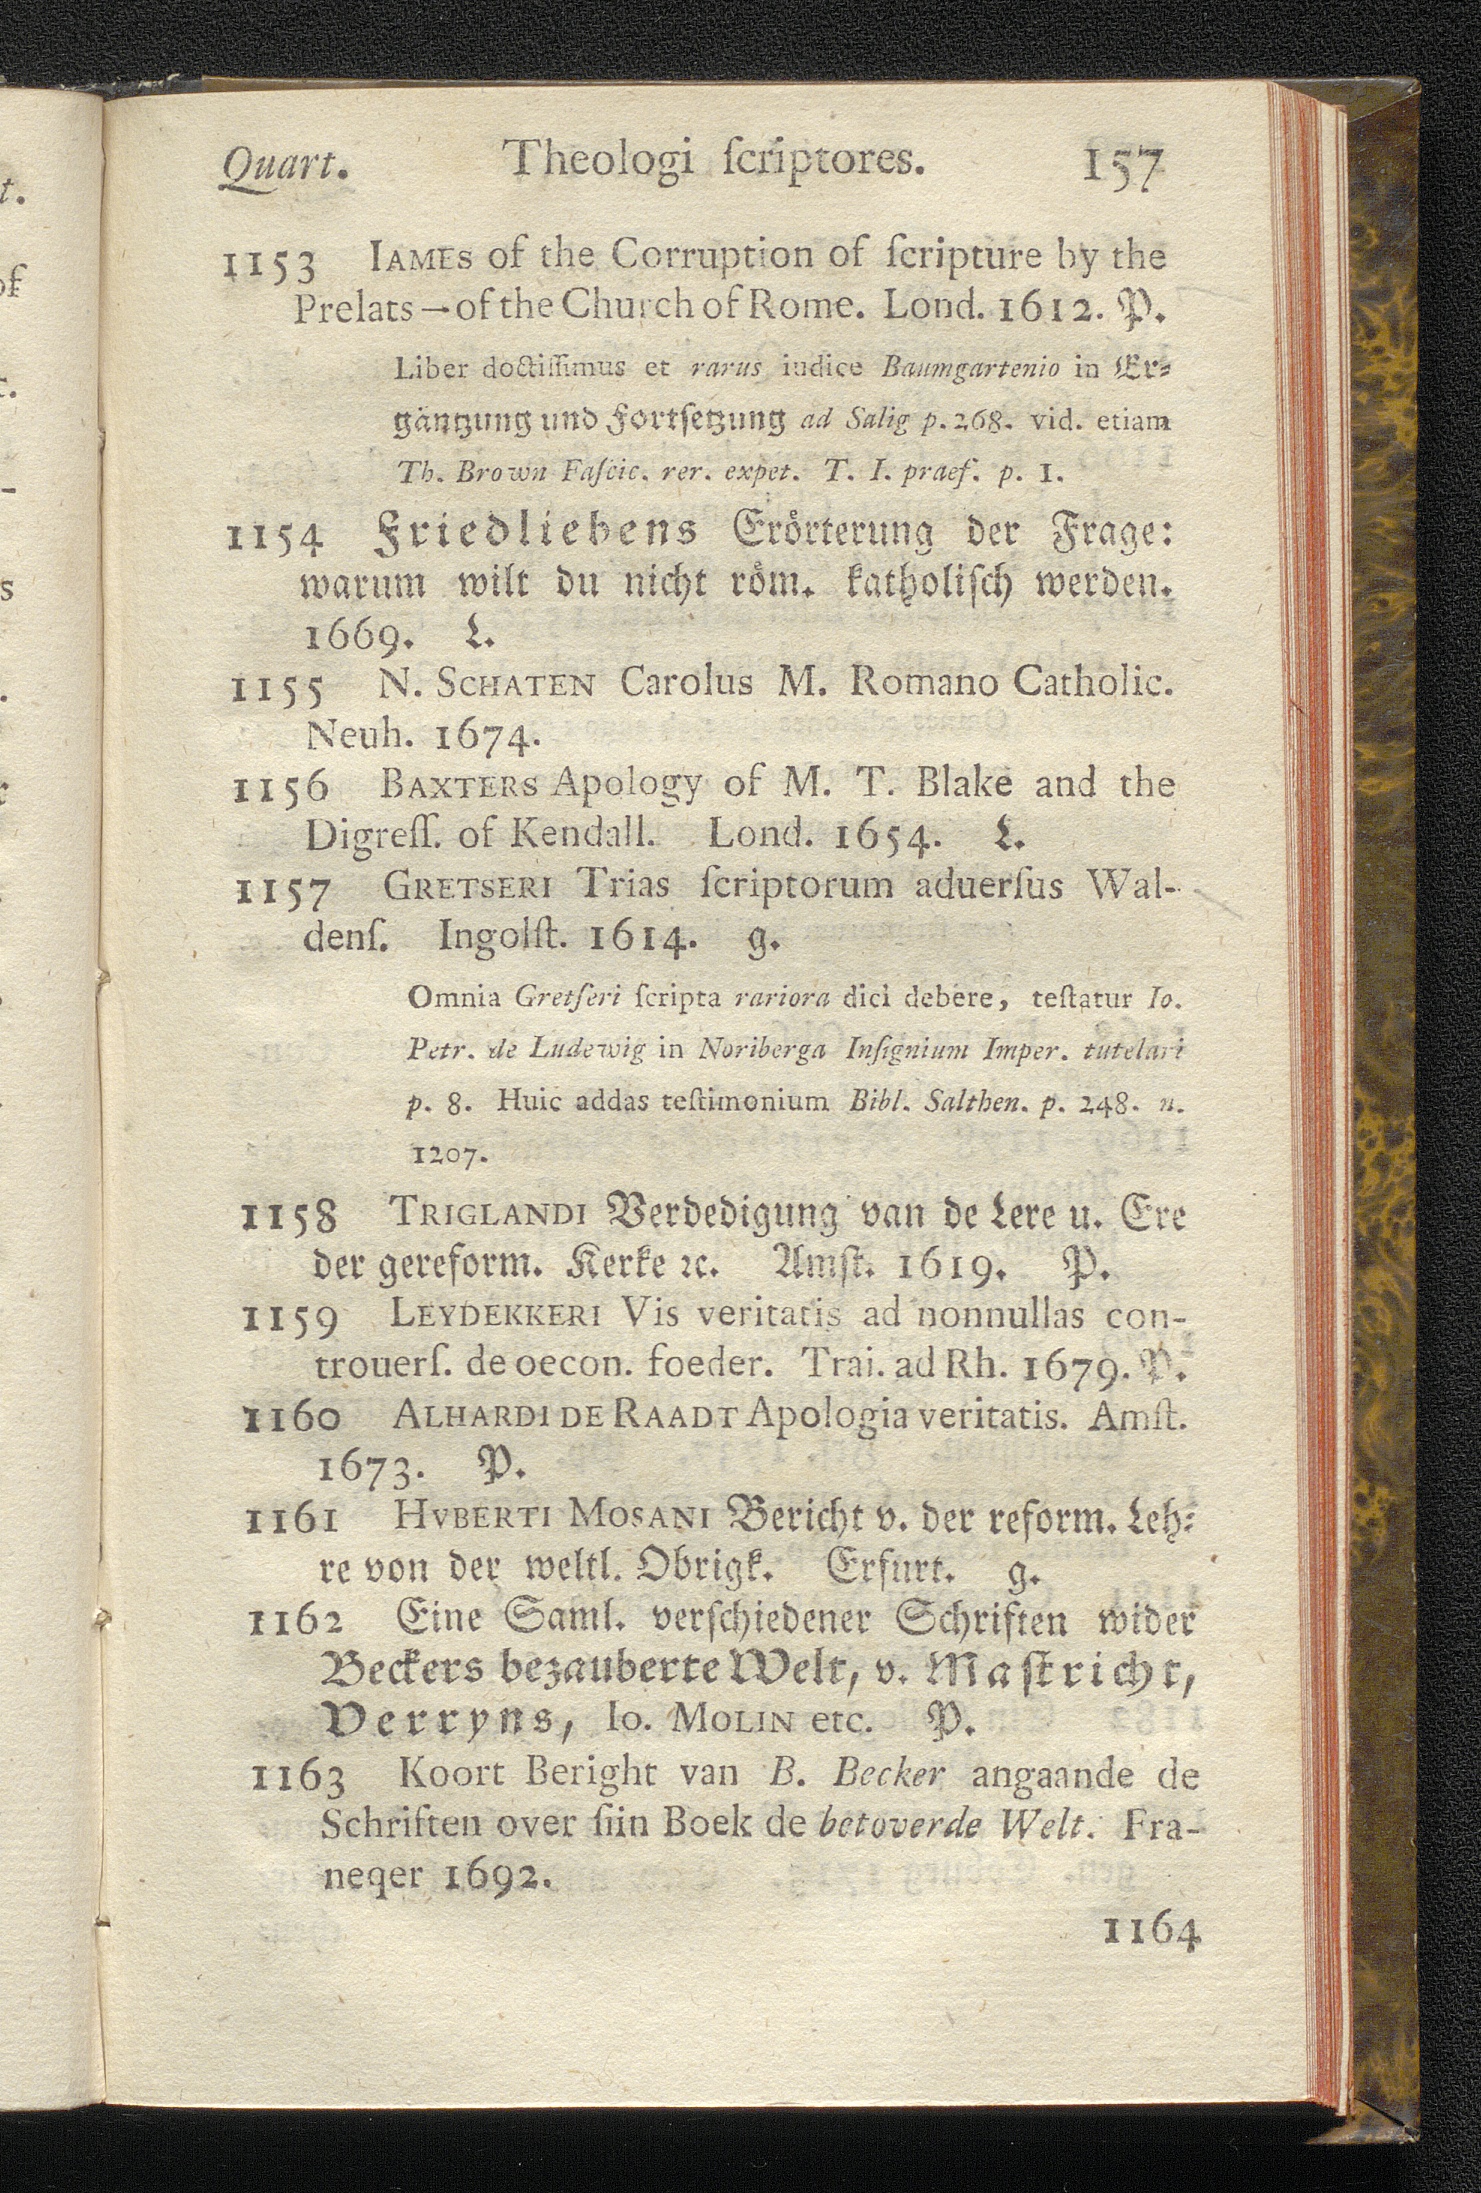 Quart. Theologi ſcriptores. 157
1153 IAMES of the Corruption of ſcripture by the
Prelats — of the Church of Rome. Lond. 1612. P.
Liber doctiſſimus et rarus iudice Baumgartenio in Er-
gäntzung und Fortſetzung ad Salig p. 268. vid. etiam
Th. Brown Faſcic. rer. expet. T. I. praef. p. 1.
1154 Friedliebens Erörterung der Frage:
warum wilt du nicht röm. katholiſch werden.
1669. L.
1155 N. SCHATEN Carolus M. Romano Catholic.
Neuh. 1674.
1156 BAXTERS Apology of M. T. Blake and the
Digreſſ. of Kendall. Lond. 1654. L.
1157 GRETSERI Trias ſcriptorum aduerſus Wal-
denſ. Ingolſt. 1614. g.
Omnia Gretſeri ſcripta rariora dici debere, teſtatur Io.
Petr. de Ludewig in Noriberga Inſignium Imper. tutelari
p. 8. Huic addas teſtimonium Bibl. Salthen. p. 248. n.
1207.
1158 TRIGLANDI Verdedigung van de Lere u. Ere
der gereform. Kerke ꝛc. Amſt. 1619. P.
1159 LEYDEKKERI Vis veritatis ad nonnullas con-
trouerſ. de oecon. foeder. Trai. ad Rh. 1679. P.
1160 ALHARDI DE RAADT Apologia veritatis. Amſt.
1673. P.
1161 HVBERTI MOSANI Bericht v. der reform. Leh-
re von der weltl. Obrigk. Erfurt. g.
1162 Eine Saml. verſchiedener Schriften wider
Beckers bezauberte Welt, v. Maſtricht,
Verryns, Io. MOLIN etc. P.
1163 Koort Beright van B. Becker angaande de
Schriften over ſiin Boek de betoverde Welt. Fra-
neqer 1692.
1164